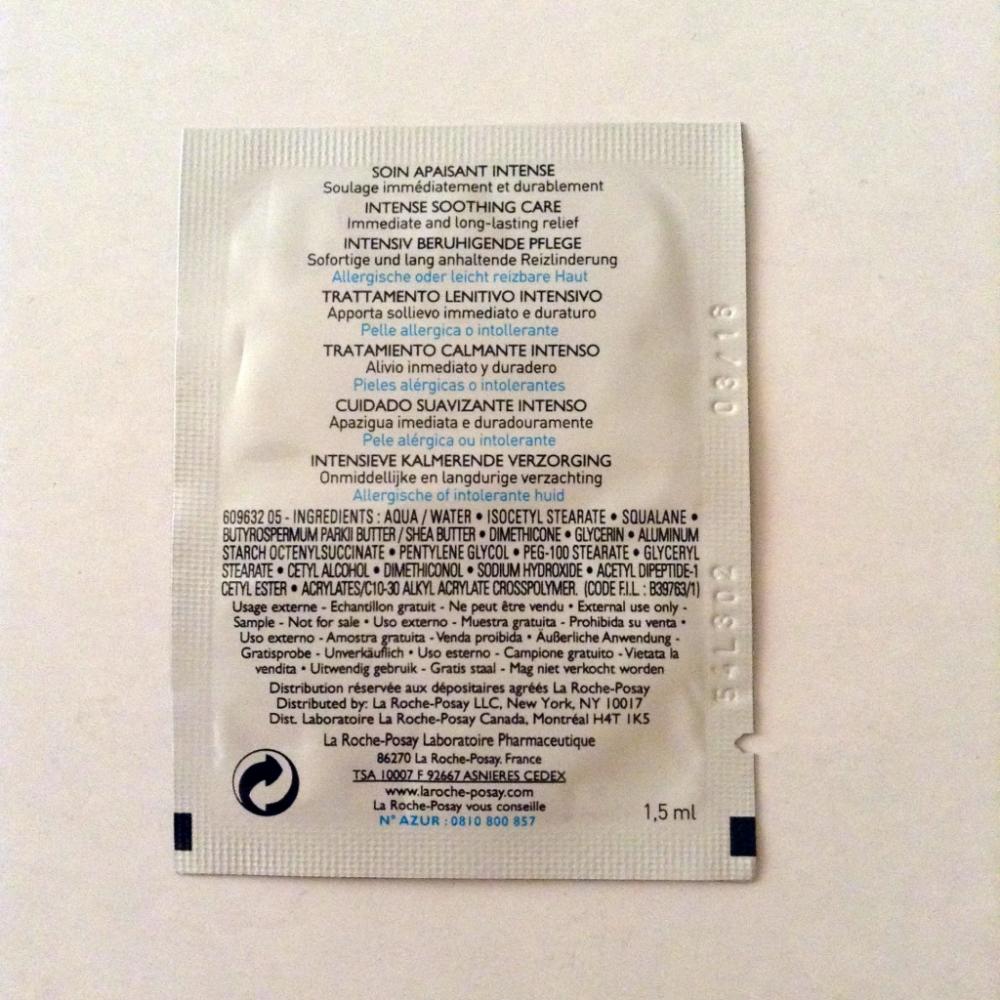 SOIN APAISANT INTENSE
Soulage immédiatement et durablement
INTENSE SOOTHING CARE
Immediate and long-lasting relief
INTENSIV BERUHIGENDE PFLEGE
Sofortige und lang anhaltende Reizlinderung
Allergische oder leicht reizbare Haut
TRATTAMENTO LENITIVO INTENSIVO
Apporta sollievo immediato e duraturo
Pelle allergica o intollerante
TRATAMIENTO CALMANTE INTENSO
Alivio inmediato y duradero
Pieles alérgicas o intolerantes
CUIDADO SUAVIZANTE INTENSO
Apazigua imediata e duradouramente
Pele alérgica ou intolerante
INTENSIEVE KALMERENDE VERZORGING
Onmiddellijke en langdurige verzachting
Allergische of intolerante huid
609632 05 - INGREDIENTS : AQUA / WATER • ISOCETYL STEARATE • SQUALANE •
BUTYROSPERMUM PARKII BUTTER / SHEA BUTTER • DIMETHICONE • GLYCERIN • ALUMINUM
STARCH OCTENYLSUCCINATE • PENTYLENE GLYCOL • PEG-100 STEARATE • GLYCERYL
STEARATE • CETYL ALCOHOL • DIMETHICONOL • SODIUM HYDROXIDE • ACETYL DIPEPTIDE-1
CETYL ESTER • ACRYLATES/C10-30 ALKYL ACRYLATE CROSSPOLYMER. (CODE F.I.L. : B39763/1)
Usage externe - Echantillon gratuit - Ne peut être vendu • External use only -
Sample - Not for sale • Uso externo - Muestra gratuita - Prohibida su venta •
Uso externo - Amostra gratuita - Venda proibida • Äußerliche Anwendung -
Gratisprobe - Unverkäuflich • Uso esterno - Campione gratuito - Vietata la
vendita • Uitwendig gebruik - Gratis staal - Mag niet verkocht worden
Distribution réservée aux dépositaires agréés La Roche-Posay
Distributed by: La Roche-Posay LLC, New York, NY 10017
Dist. Laboratoire La Roche-Posay Canada, Montréal H4T 1K5
La Roche-Posay Laboratoire Pharmaceutique
86270 La Roche-Posay. France
TSA 10007 F 92667 ASNIERES CEDEX
www.laroche-posay.com
La Roche-Posay vous conseille
N° AZUR : 0810 800 857
1,5 ml
54L302
03/16